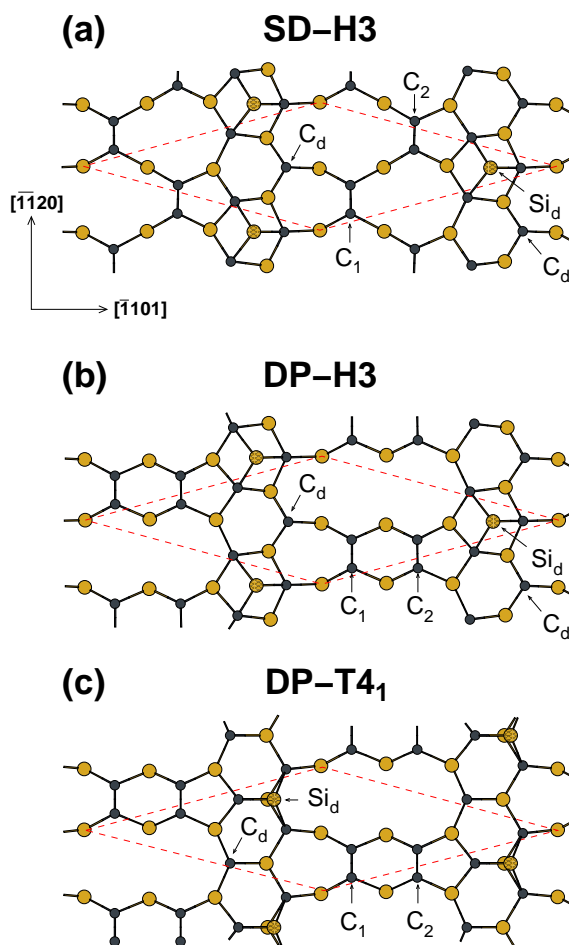 (a) SD–H3
C2
Cd
[1̅1̅20]
Sid
C1
Cd
[1̅101]
(b) DP–H3
Cd
Sid
C1
C2
Cd
(c) DP–T4₁
Sid
Cd
C1
C2